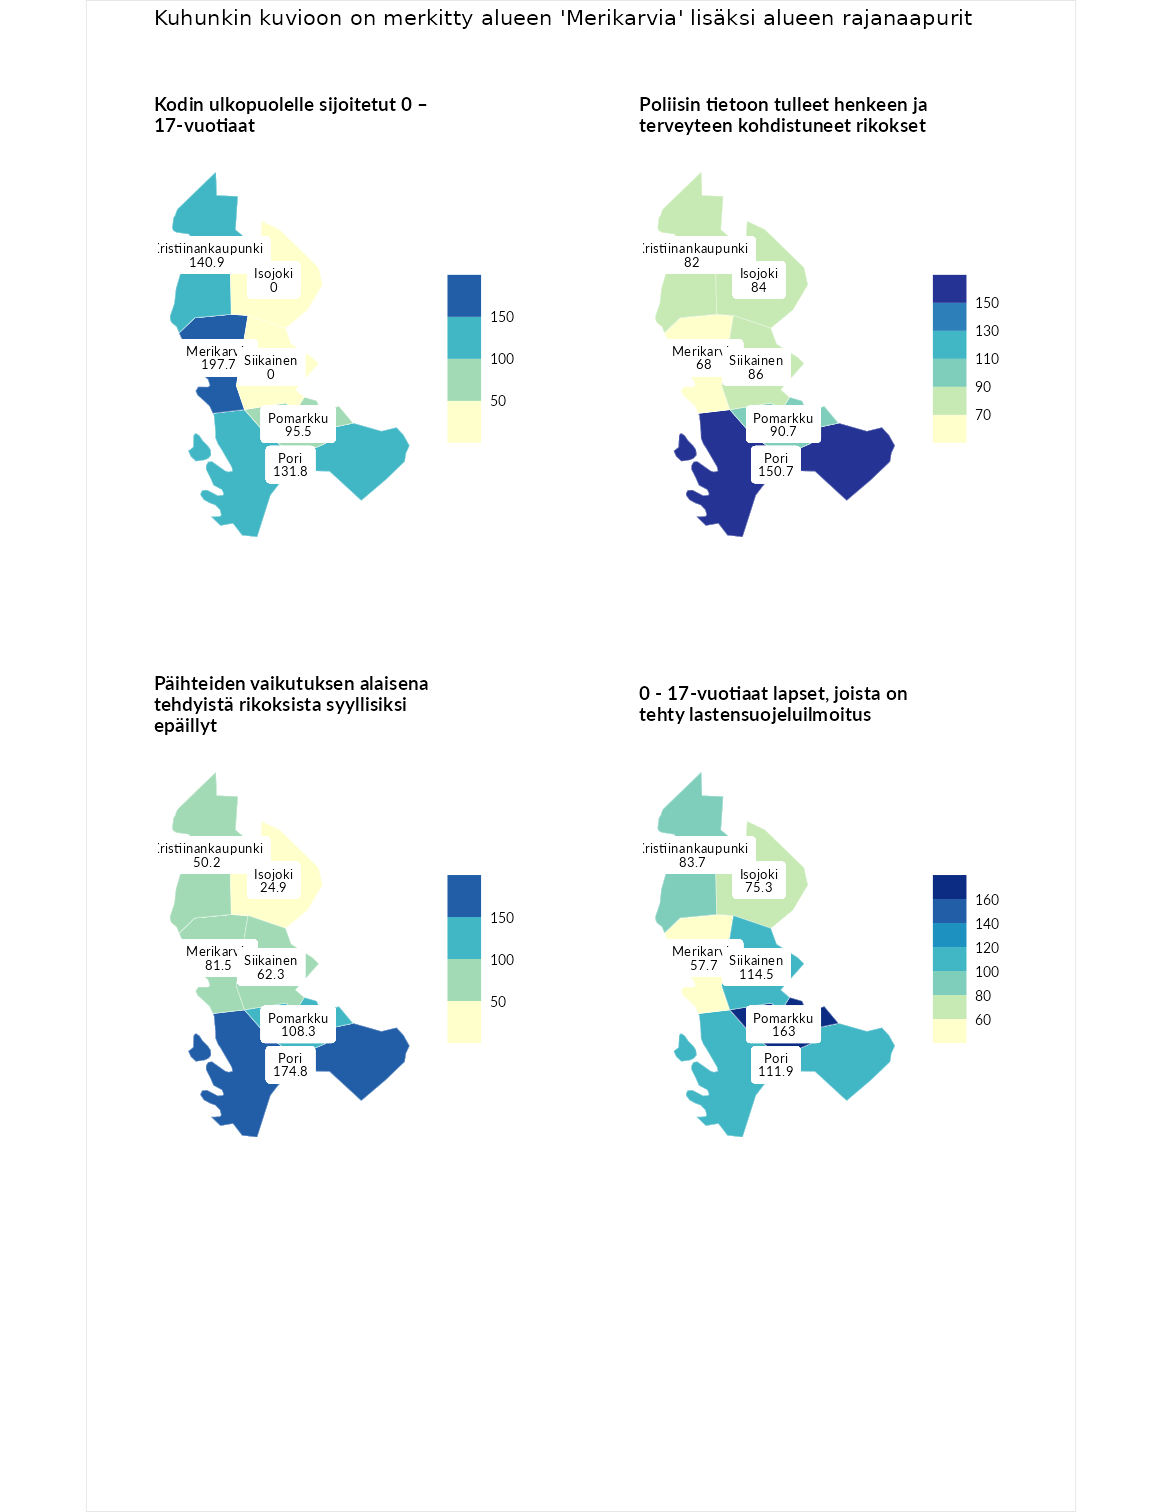 Kuhunkin kuvioon on merkitty alueen 'Merikarvia' lisäksi alueen rajanaapurit
Kodin ulkopuolelle sijoitetut 0 –
17-vuotiaat
ristiinankaupunki
140.9
Isojoki
0
Merikarvi
197.7
Siikainen
0
Pomarkku
95.5
Pori
131.8
150
100
50
Poliisin tietoon tulleet henkeen ja
terveyteen kohdistuneet rikokset
ristiinankaupunki
82
Isojoki
84
Merikarvi
68
Siikainen
86
Pomarkku
90.7
Pori
150.7
150
130
110
90
70
Päihteiden vaikutuksen alaisena
tehdyistä rikoksista syyllisiksi
epäillyt
ristiinankaupunki
50.2
Isojoki
24.9
Merikarvi
81.5
Siikainen
62.3
Pomarkku
108.3
Pori
174.8
150
100
50
0 - 17-vuotiaat lapset, joista on
tehty lastensuojeluilmoitus
ristiinankaupunki
83.7
Isojoki
75.3
Merikarvi
57.7
Siikainen
114.5
Pomarkku
163
Pori
111.9
160
140
120
100
80
60